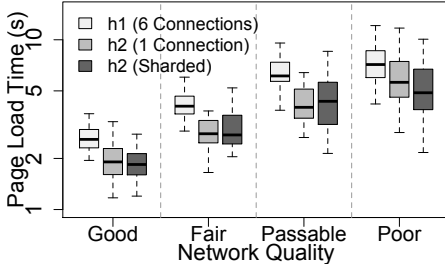 h1 (6 Connections)
h2 (1 Connection)
h2 (Sharded)
Page Load Time (s)
10
5
2
1
Good Fair Passable Poor
Network Quality